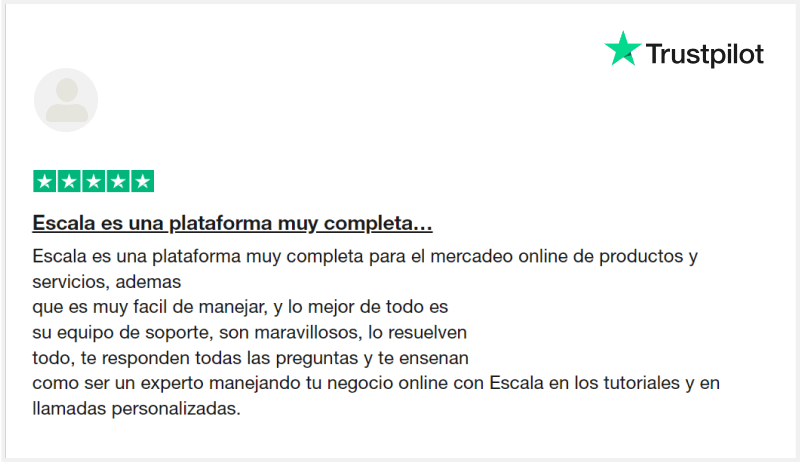 Trustpilot
Escala es una plataforma muy completa...
Escala es una plataforma muy completa para el mercadeo online de productos y
servicios, ademas
que es muy facil de manejar, y lo mejor de todo es
su equipo de soporte, son maravillosos, lo resuelven
todo, te responden todas las preguntas y te ensenan
como ser un experto manejando tu negocio online con Escala en los tutoriales y en
llamadas personalizadas.